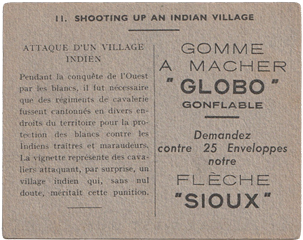 11. SHOOTING UP AN INDIAN VILLAGE
ATTAQUE D'UN VILLAGE
INDIEN
Pendant la conquête de l'Ouest
par les blancs, il fut nécessaire
que des régiments de cavalerie
fussent cantonnés en divers en-
droits du territoire pour la pro-
tection des blancs contre les
Indiens traîtres et maraudeurs.
La vignette représente des cava-
liers attaquant, par surprise, un
village indien qui, sans nul
doute, méritait cette punition.
GOMME
A MACHER
"GLOBO"
GONFLABLE
Demandez
contre 25 Enveloppes
notre
FLÈCHE
"SIOUX"